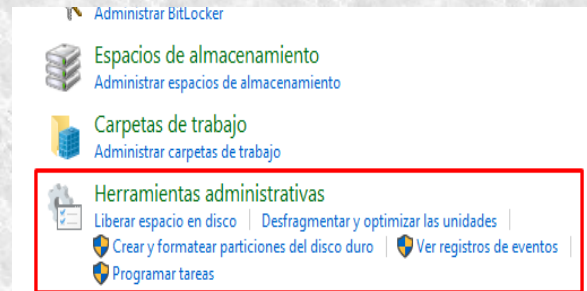 Administrar BitLocker
Espacios de almacenamiento
Administrar espacios de almacenamiento
Carpetas de trabajo
Administrar carpetas de trabajo
Herramientas administrativas
Liberar espacio en disco | Desfragmentar y optimizar las unidades |
Crear y formatear particiones del disco duro | Ver registros de eventos |
Programar tareas